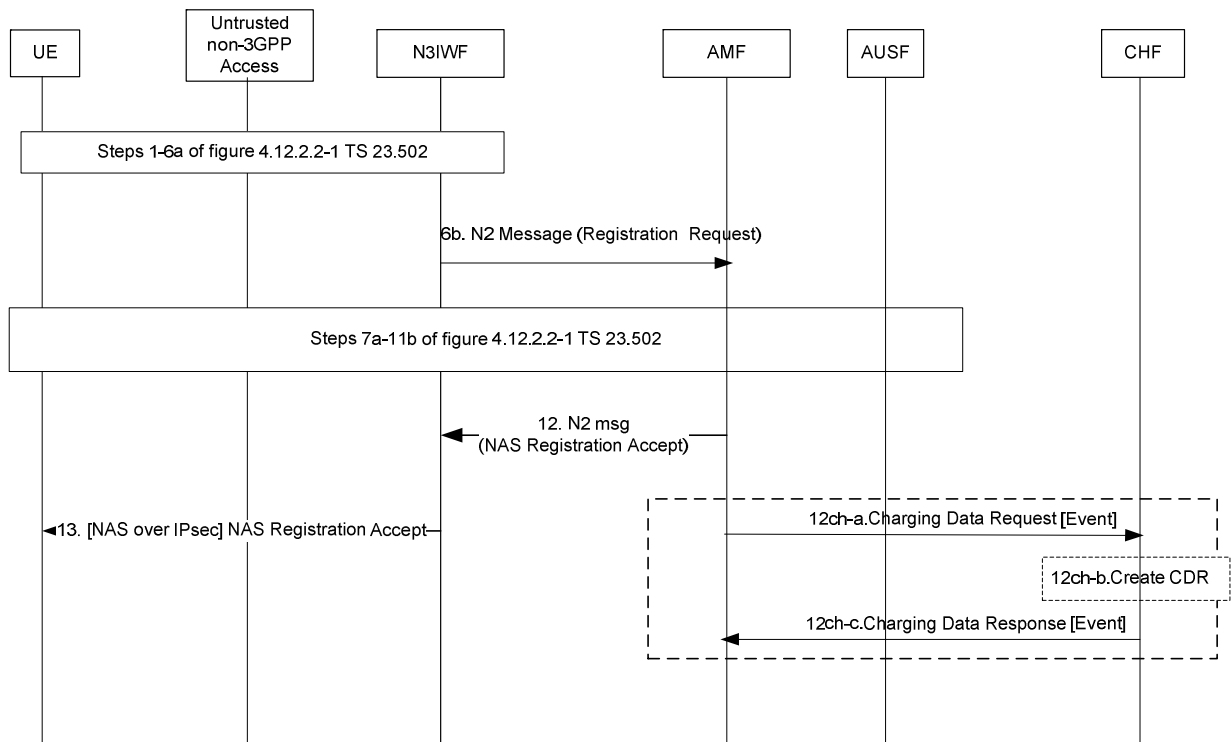 UE
Untrusted
non-3GPP
Access
N3IWF
AMF
AUSF
CHF
Steps 1-6a of figure 4.12.2.2-1 TS 23.502
6b. N2 Message (Registration Request)
Steps 7a-11b of figure 4.12.2.2-1 TS 23.502
12. N2 msg
(NAS Registration Accept)
12ch-a.Charging Data Request [Event]
13. [NAS over IPsec] NAS Registration Accept
12ch-b.Create CDR
12ch-c.Charging Data Response [Event]